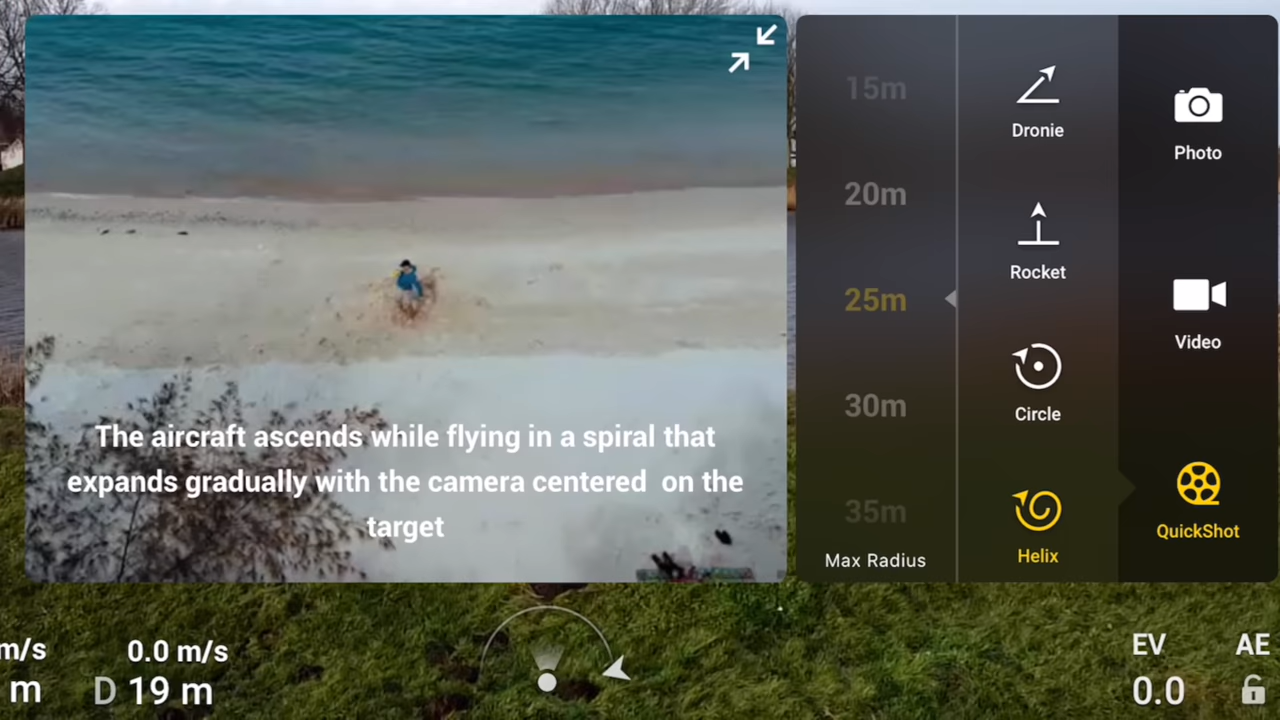 The aircraft ascends while flying in a spiral that
expands gradually with the camera centered  on the
target
15m
20m
25m
30m
35m
Max Radius
Dronie
Rocket
Circle
Helix
Photo
Video
QuickShot
m/s
0.0 m/s
m
D 19 m
EV
AE
0.0